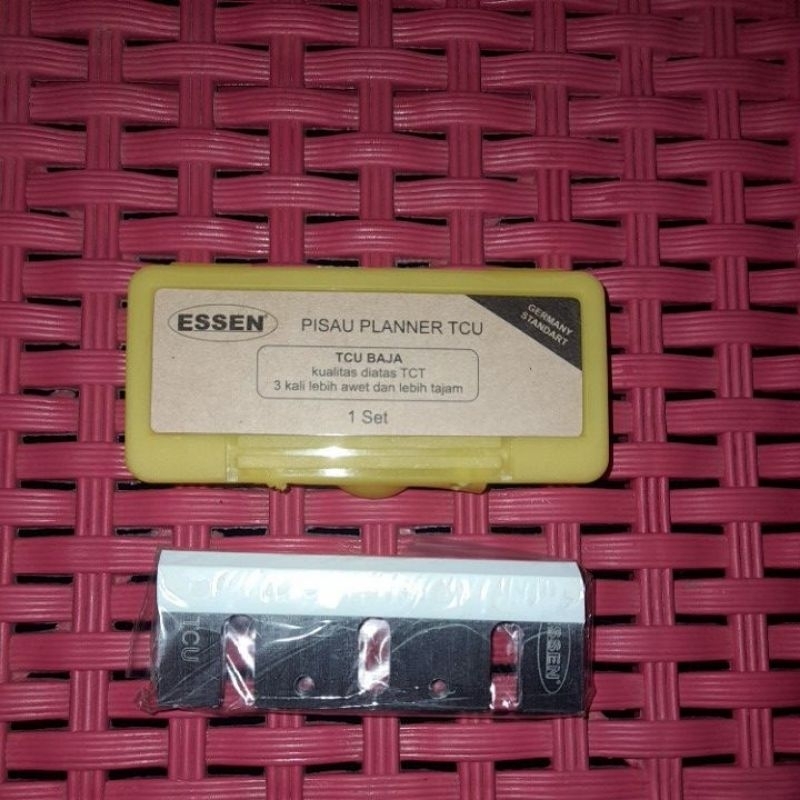 ESSEN®
PISAU PLANNER TCU
GERMANY
STANDART
TCU BAJA
kualitas diatas TCT
3 kali lebih awet dan lebih tajam
1 Set
TCU
ESSEN®